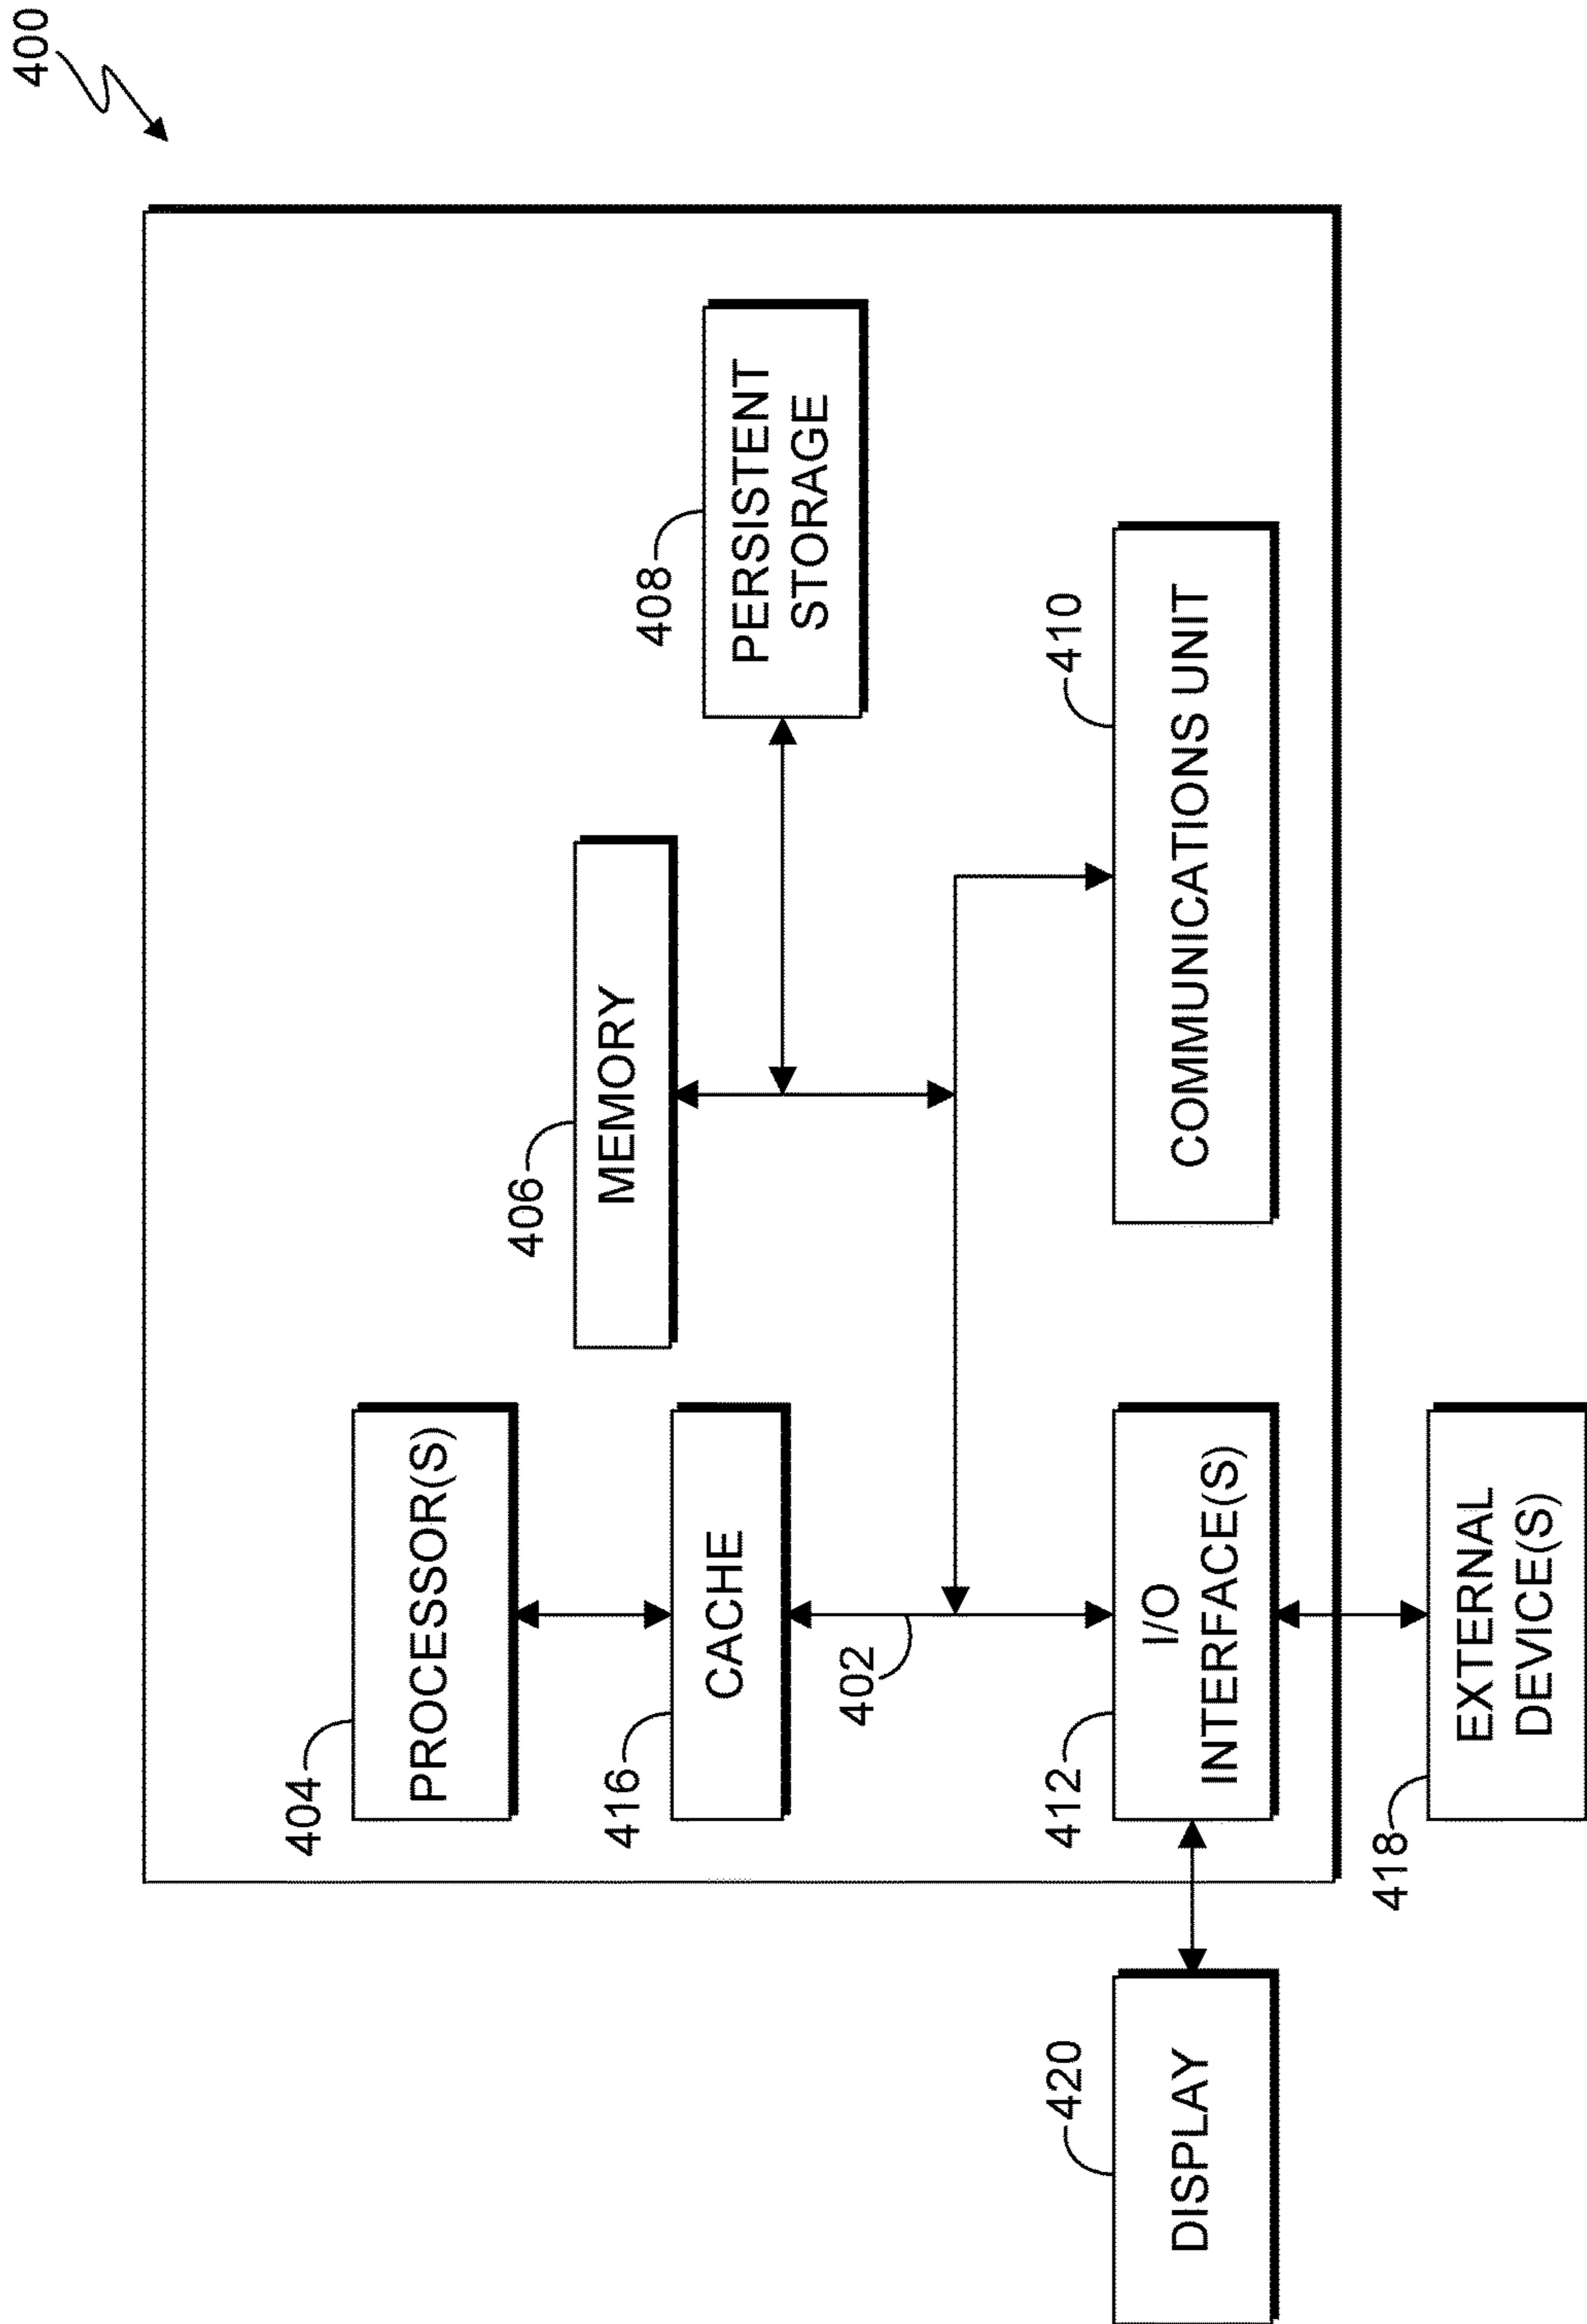 400
404
PROCESSOR(S)
406
MEMORY
416
CACHE
408
PERSISTENT
STORAGE
402
420
DISPLAY
412
I/O
INTERFACE(S)
410
COMMUNICATIONS UNIT
418
EXTERNAL
DEVICE(S)